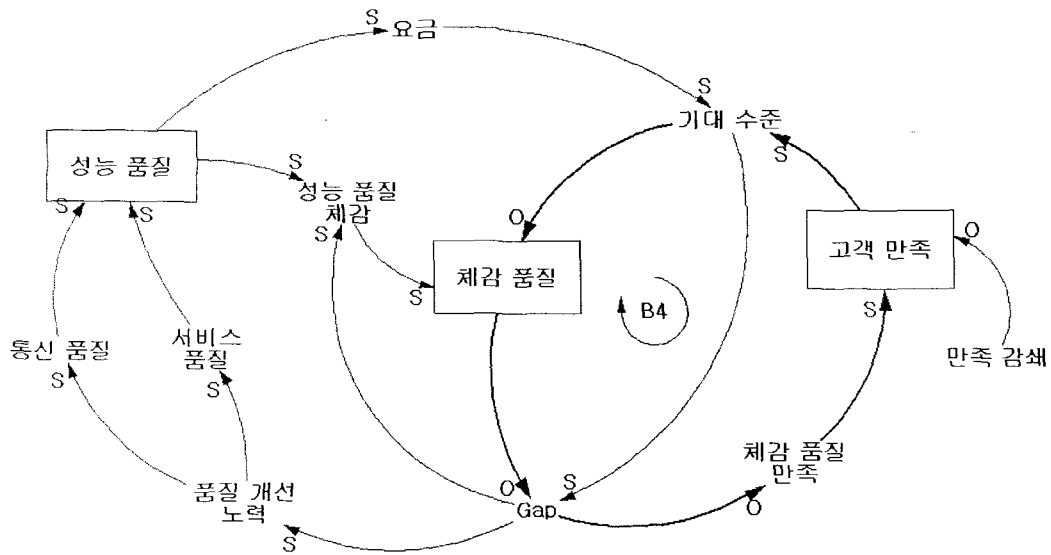 S 요금
S
기대 수준
S
성능 품질
S
S
S
성능 품질
체감
S
O
체감 품질
S
B4
고객 만족
O
S
만족 감쇄
통신 품질
S
서비스
품질
S
체감 품질
만족
O
품질 개선
노력
S
O
Gap
S